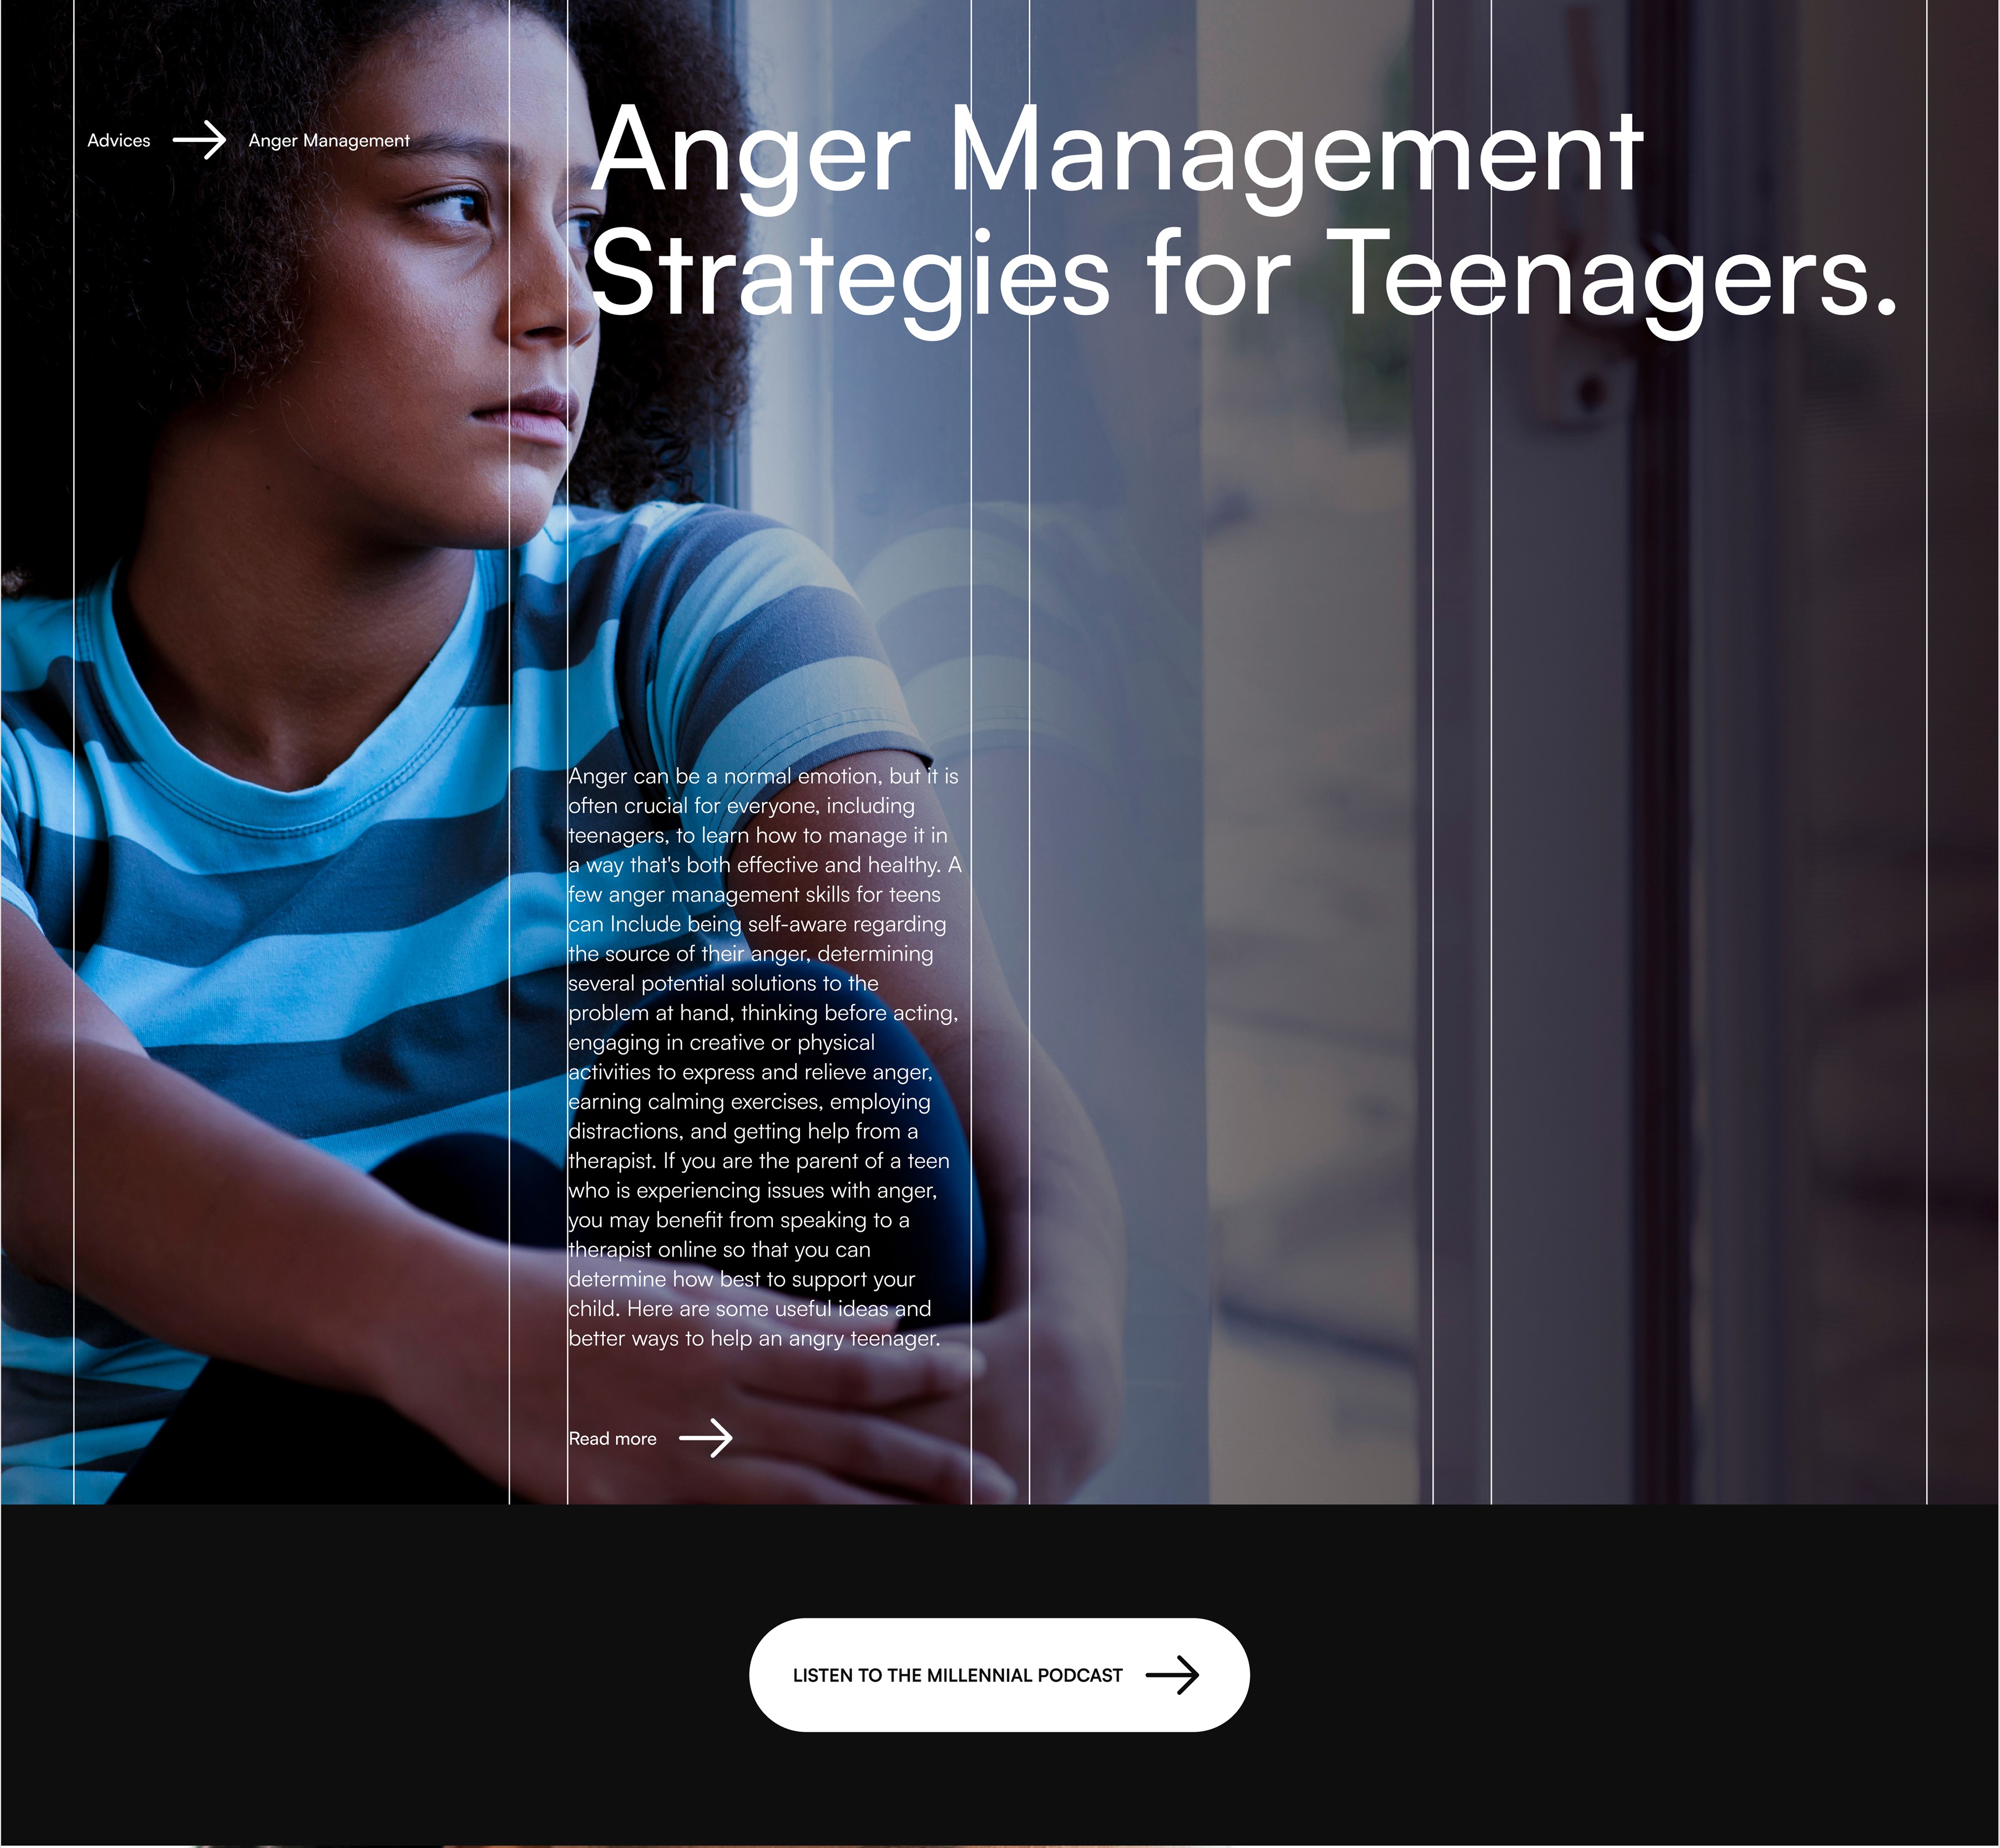 Advices
Anger Management
Anger Management
Strategies for Teenagers.
Anger can be a normal emotion, but it is
often crucial for everyone, including
teenagers, to learn how to manage it in
a way that's both effective and healthy. A
few anger management skills for teens
can Include being self-aware regarding
the source of their anger, determining
several potential solutions to the
problem at hand, thinking before acting,
engaging in creative or physical
activities to express and relieve anger,
earning calming exercises, employing
distractions, and getting help from a
therapist. If you are the parent of a teen
who is experiencing issues with anger,
you may benefit from speaking to a
therapist online so that you can
determine how best to support your
child. Here are some useful ideas and
better ways to help an angry teenager.
Read more
LISTEN TO THE MILLENNIAL PODCAST